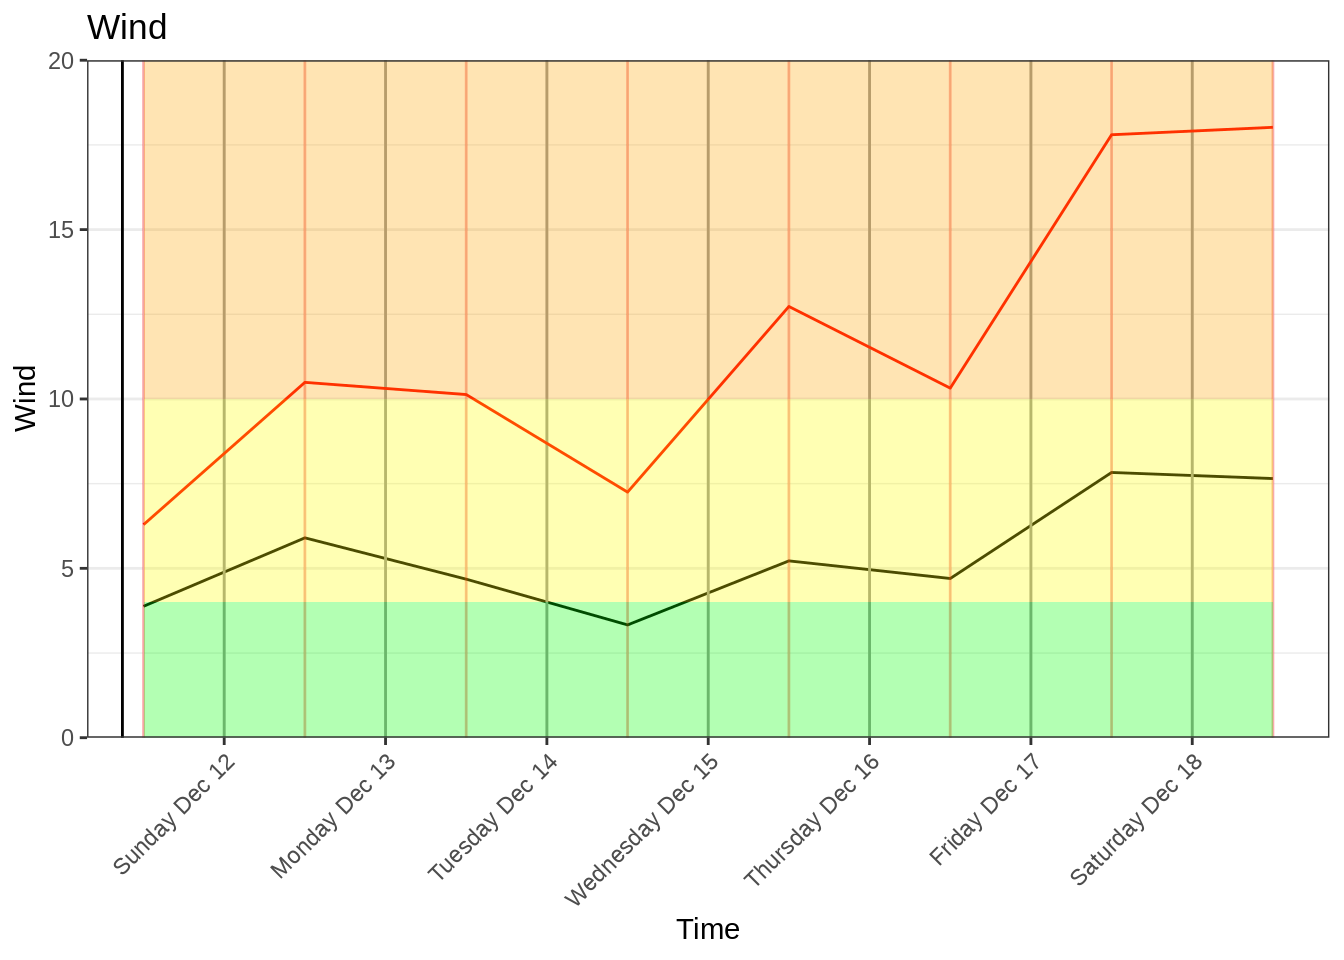 Wind
20
15
10
5
0
Wind
Sunday Dec 12
Monday Dec 13
Tuesday Dec 14
Wednesday Dec 15
Thursday Dec 16
Friday Dec 17
Saturday Dec 18
Time